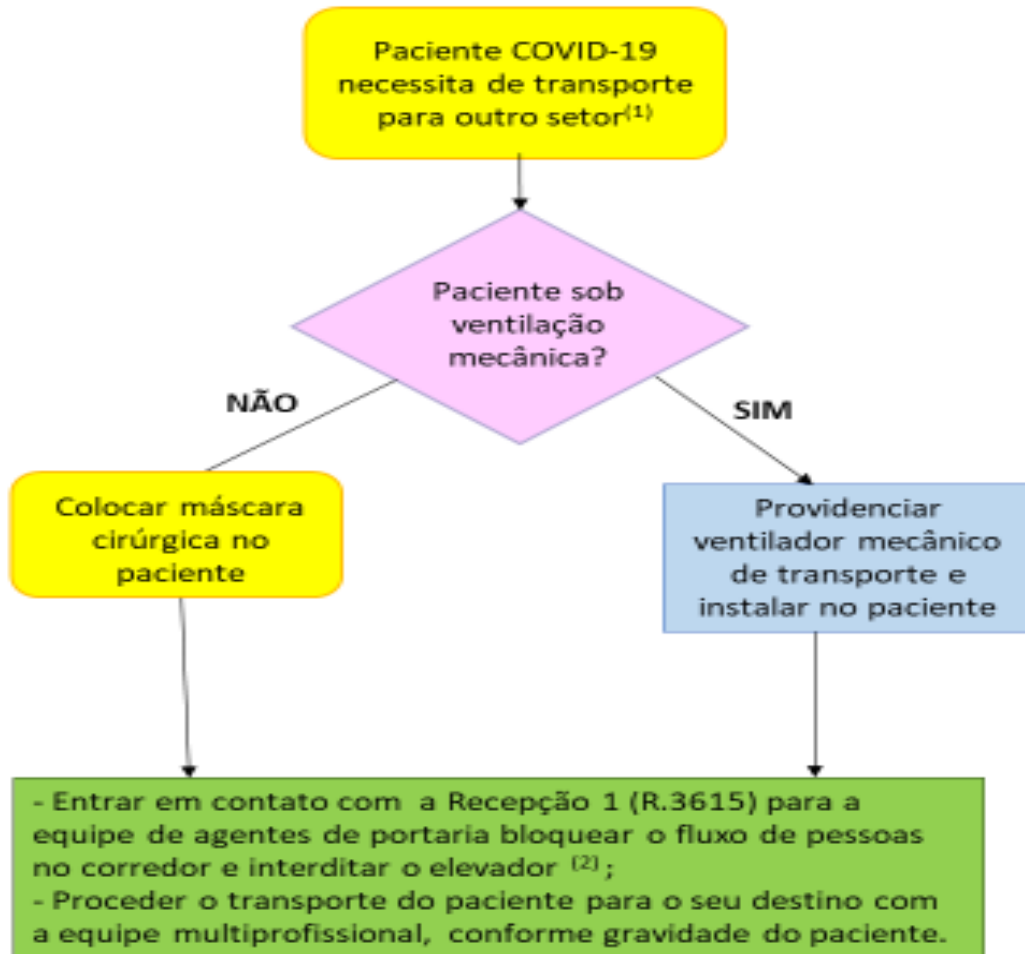 Paciente COVID-19
necessita de transporte
para outro setor(1)
Paciente sob
ventilação
mecânica?
NÃO
SIM
Colocar máscara
cirúrgica no
paciente
Providenciar
ventilador mecânico
de transporte e
instalar no paciente
- Entrar em contato com a Recepção 1 (R.3615) para a
equipe de agentes de portaria bloquear o fluxo de pessoas
no corredor e interditar o elevador (2) ;
- Proceder o transporte do paciente para o seu destino com
a equipe multiprofissional, conforme gravidade do paciente.